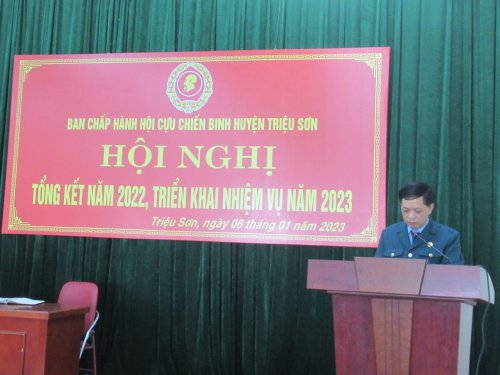 BAN CHẤP HÀNH HỘI CỰU CHIẾN BINH HUYỆN TRIỆU SƠN
HỘI NGHỊ
TỔNG KẾT NĂM 2022, TRIỂN KHAI NHIỆM VỤ NĂM 2023
Triệu Sơn, ngày 06 tháng 01 năm 2023